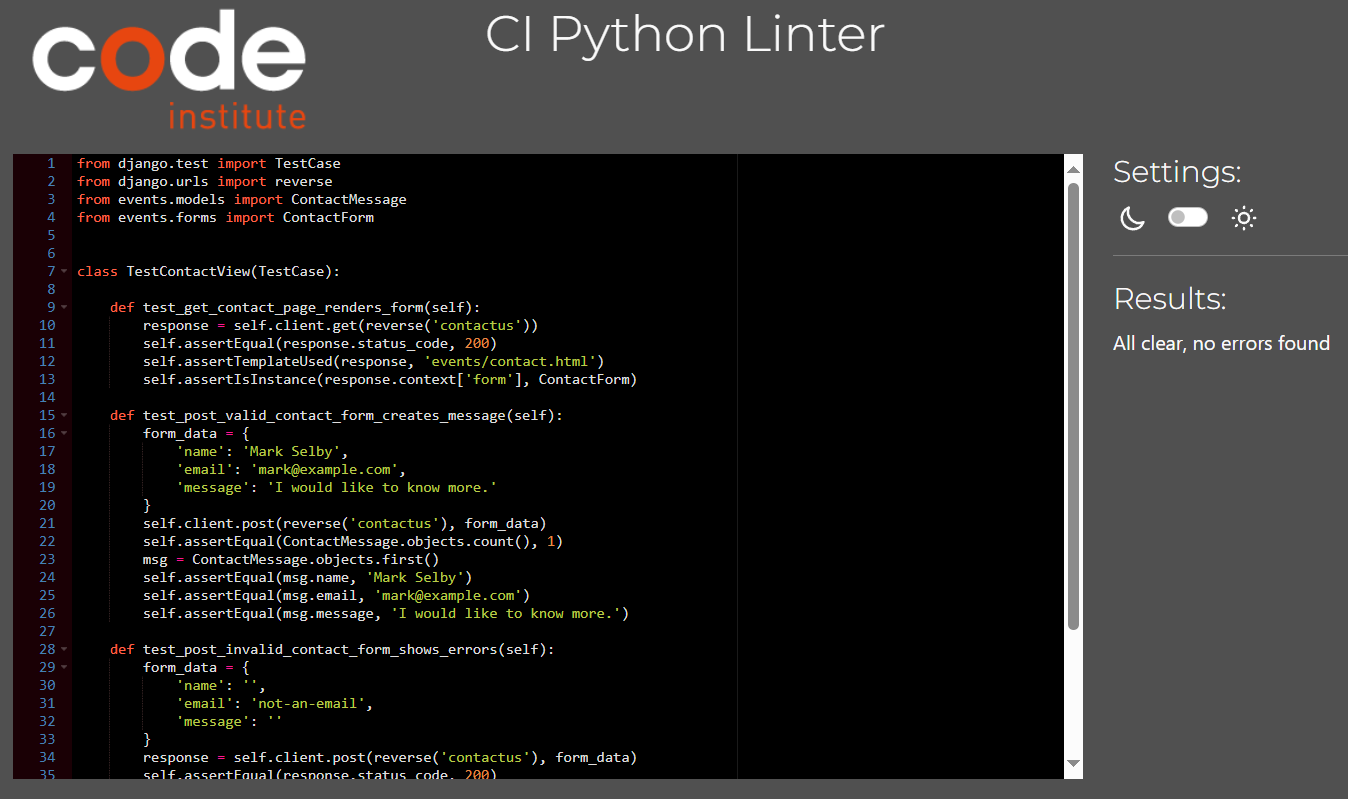 code
institute
CI Python Linter
1 from django.test import TestCase
2 from django.urls import reverse
3 from events.models import ContactMessage
4 from events.forms import ContactForm
5
6
7 class TestContactView(TestCase):
8
9     def test_get_contact_page_renders_form(self):
10         response = self.client.get(reverse('contactus'))
11         self.assertEqual(response.status_code, 200)
12         self.assertTemplateUsed(response, 'events/contact.html')
13         self.assertIsInstance(response.context['form'], ContactForm)
14
15     def test_post_valid_contact_form_creates_message(self):
16         form_data = {
17             'name': 'Mark Selby',
18             'email': 'mark@example.com',
19             'message': 'I would like to know more.'
20         }
21         self.client.post(reverse('contactus'), form_data)
22         self.assertEqual(ContactMessage.objects.count(), 1)
23         msg = ContactMessage.objects.first()
24         self.assertEqual(msg.name, 'Mark Selby')
25         self.assertEqual(msg.email, 'mark@example.com')
26         self.assertEqual(msg.message, 'I would like to know more.')
27
28     def test_post_invalid_contact_form_shows_errors(self):
29         form_data = {
30             'name': '',
31             'email': 'not-an-email',
32             'message': ''
33         }
34         response = self.client.post(reverse('contactus'), form_data)
35         self.assertEqual(response.status_code, 200)
Settings:
Results:
All clear, no errors found